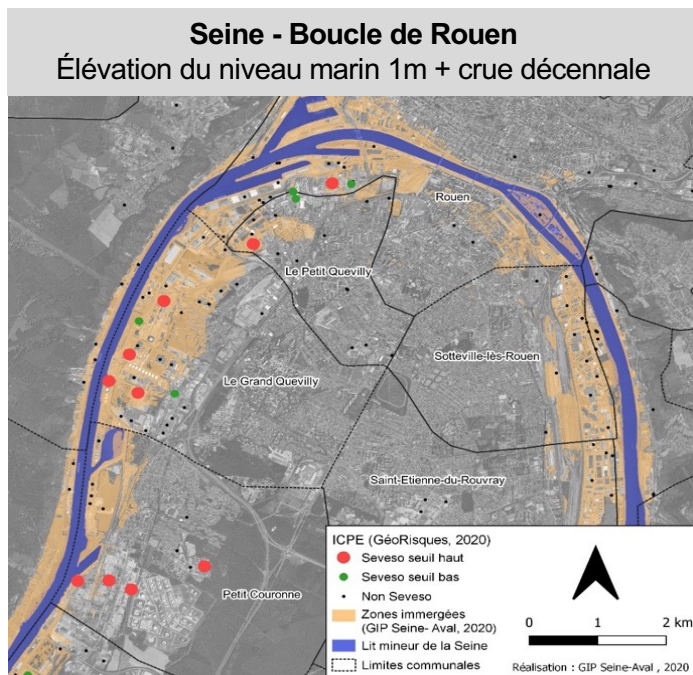 Seine - Boucle de Rouen
Élévation du niveau marin 1m + crue décennale
Rouen
Le Petit Quevilly
Sotteville-lès-Rouen
Le Grand Quevilly
Saint-Etienne-du-Rouvray
Petit Couronne
ICPE (GéoRisques, 2020)
Seveso seuil haut
Seveso seuil bas
Non Seveso
Zones immergées
(GIP Seine- Aval, 2020)
Lit mineur de la Seine
Limites communales
0 1 2 km
Réalisation : GIP Seine-Aval , 2020